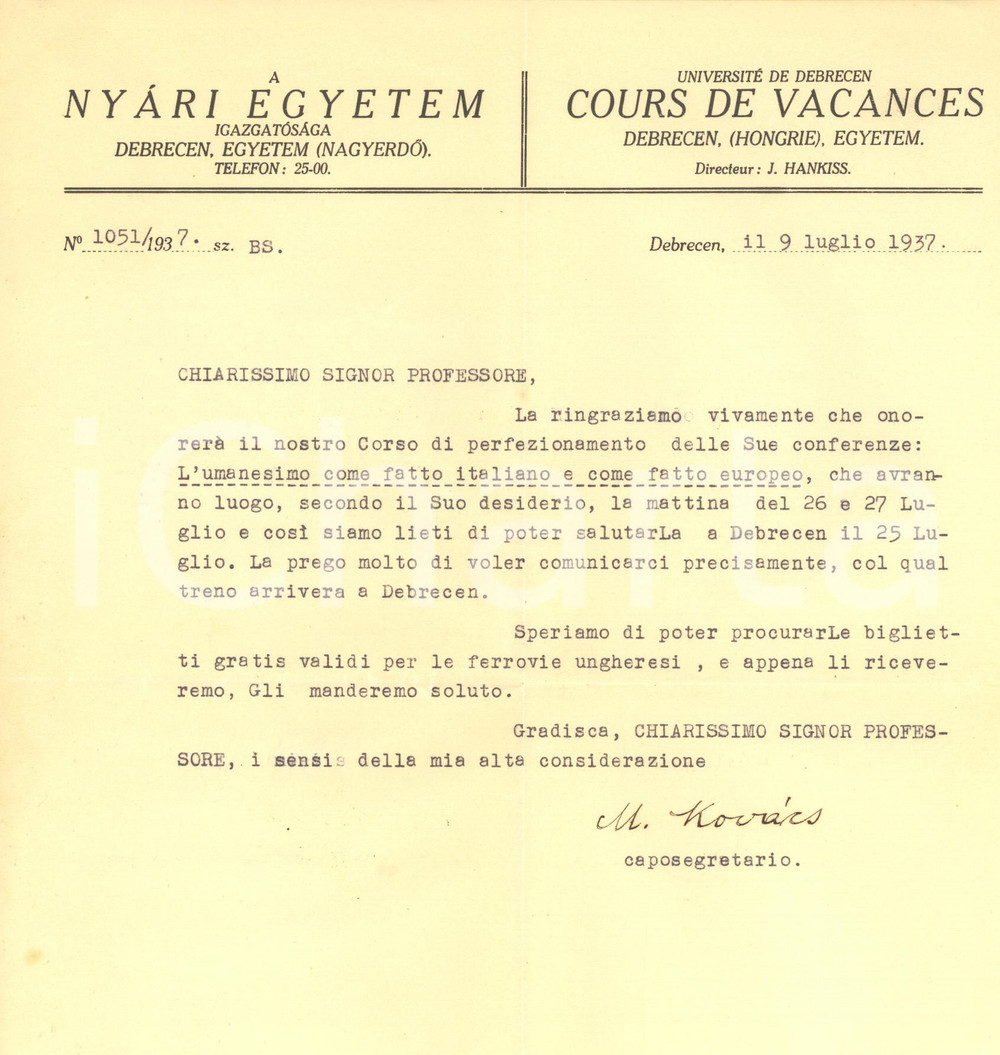 A
NYÁRI EGYETEM
IGAZGATÓSÁGA
DEBRECEN, EGYETEM (NAGYERDŐ).
TELEFON: 25-00.
UNIVERSITÉ DE DEBRECEN
COURS DE VACANCES
DEBRECEN, (HONGRIE), EGYETEM.
Directeur: J. HANKISS.
Nº 1051/1937. sz. BS.
Debrecen, il 9 luglio 1937.
CHIARISSIMO SIGNOR PROFESSORE,
La ringraziamo vivamente che ono-
rerà il nostro Corso di perfezionamento delle Sue conferenze:
L'umanesimo come fatto italiano e come fatto europeo, che avran-
no luogo, secondo il Suo desiderio, la mattina del 26 e 27 Lu-
glio e così siamo lieti di poter salutarLa a Debrecen il 25 Lu-
glio. La prego molto di voler comunicarci precisamente, col qual
treno arrivera a Debrecen.
Speriamo di poter procurarLe bigliet-
ti gratis validi per le ferrovie ungheresi , e appena li riceve-
remo, Gli manderemo soluto.
Gradisca, CHIARISSIMO SIGNOR PROFES-
SORE, i sensis della mia alta considerazione
M. Kovács
caposegretario.
iCharta